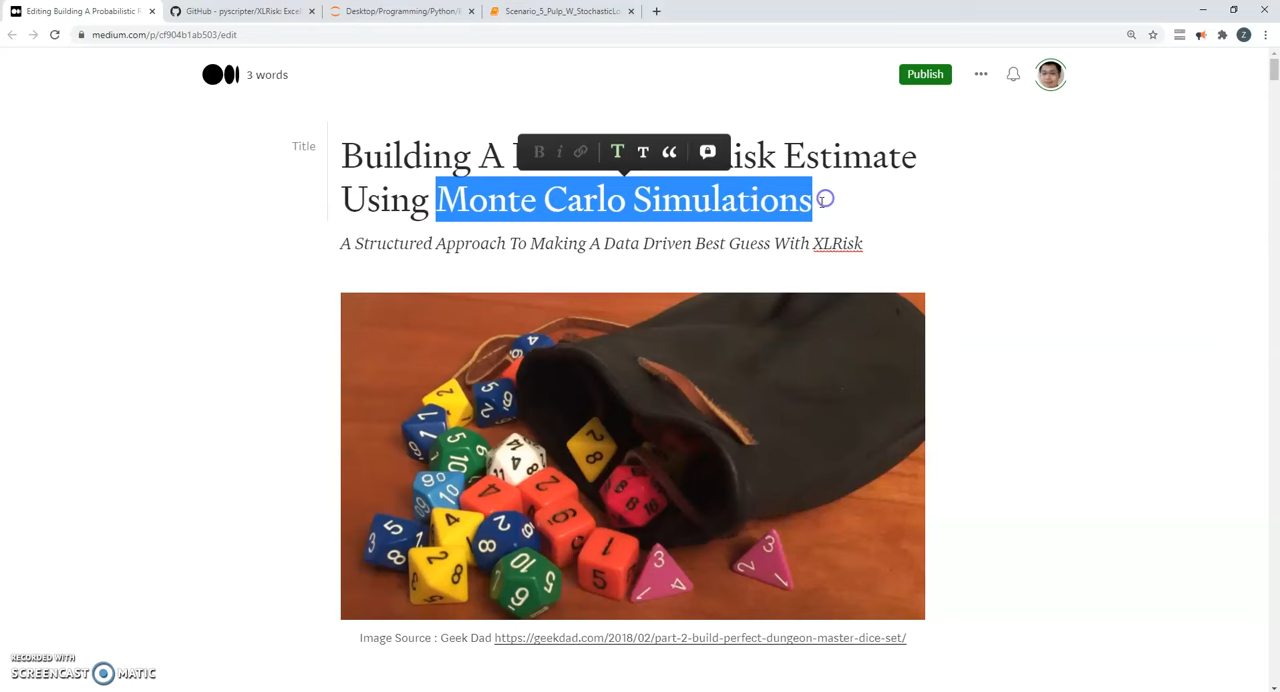 Editing Building A Probabilistic
GitHub - pyscripter/XLRisk: Excel
Desktop/Programming/Python/
Scenario_5_Pulp_W_StochasticLo
medium.com/p/cf904b1ab503/edit
Z
3 words
Publish
Title
Building A isk Estimate
B i T T
Using Monte Carlo Simulations
A Structured Approach To Making A Data Driven Best Guess With XLRisk
Image Source : Geek Dad https://geekdad.com/2018/02/part-2-build-perfect-dungeon-master-dice-set/
RECORDED WITH
SCREENCAST MATIC